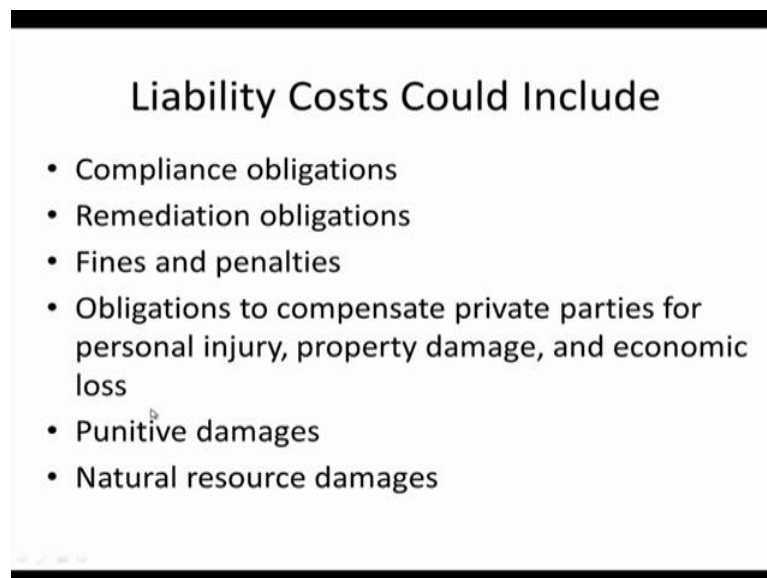 Liability Costs Could Include
• Compliance obligations
• Remediation obligations
• Fines and penalties
• Obligations to compensate private parties for
personal injury, property damage, and economic
loss
• Punitive damages
• Natural resource damages